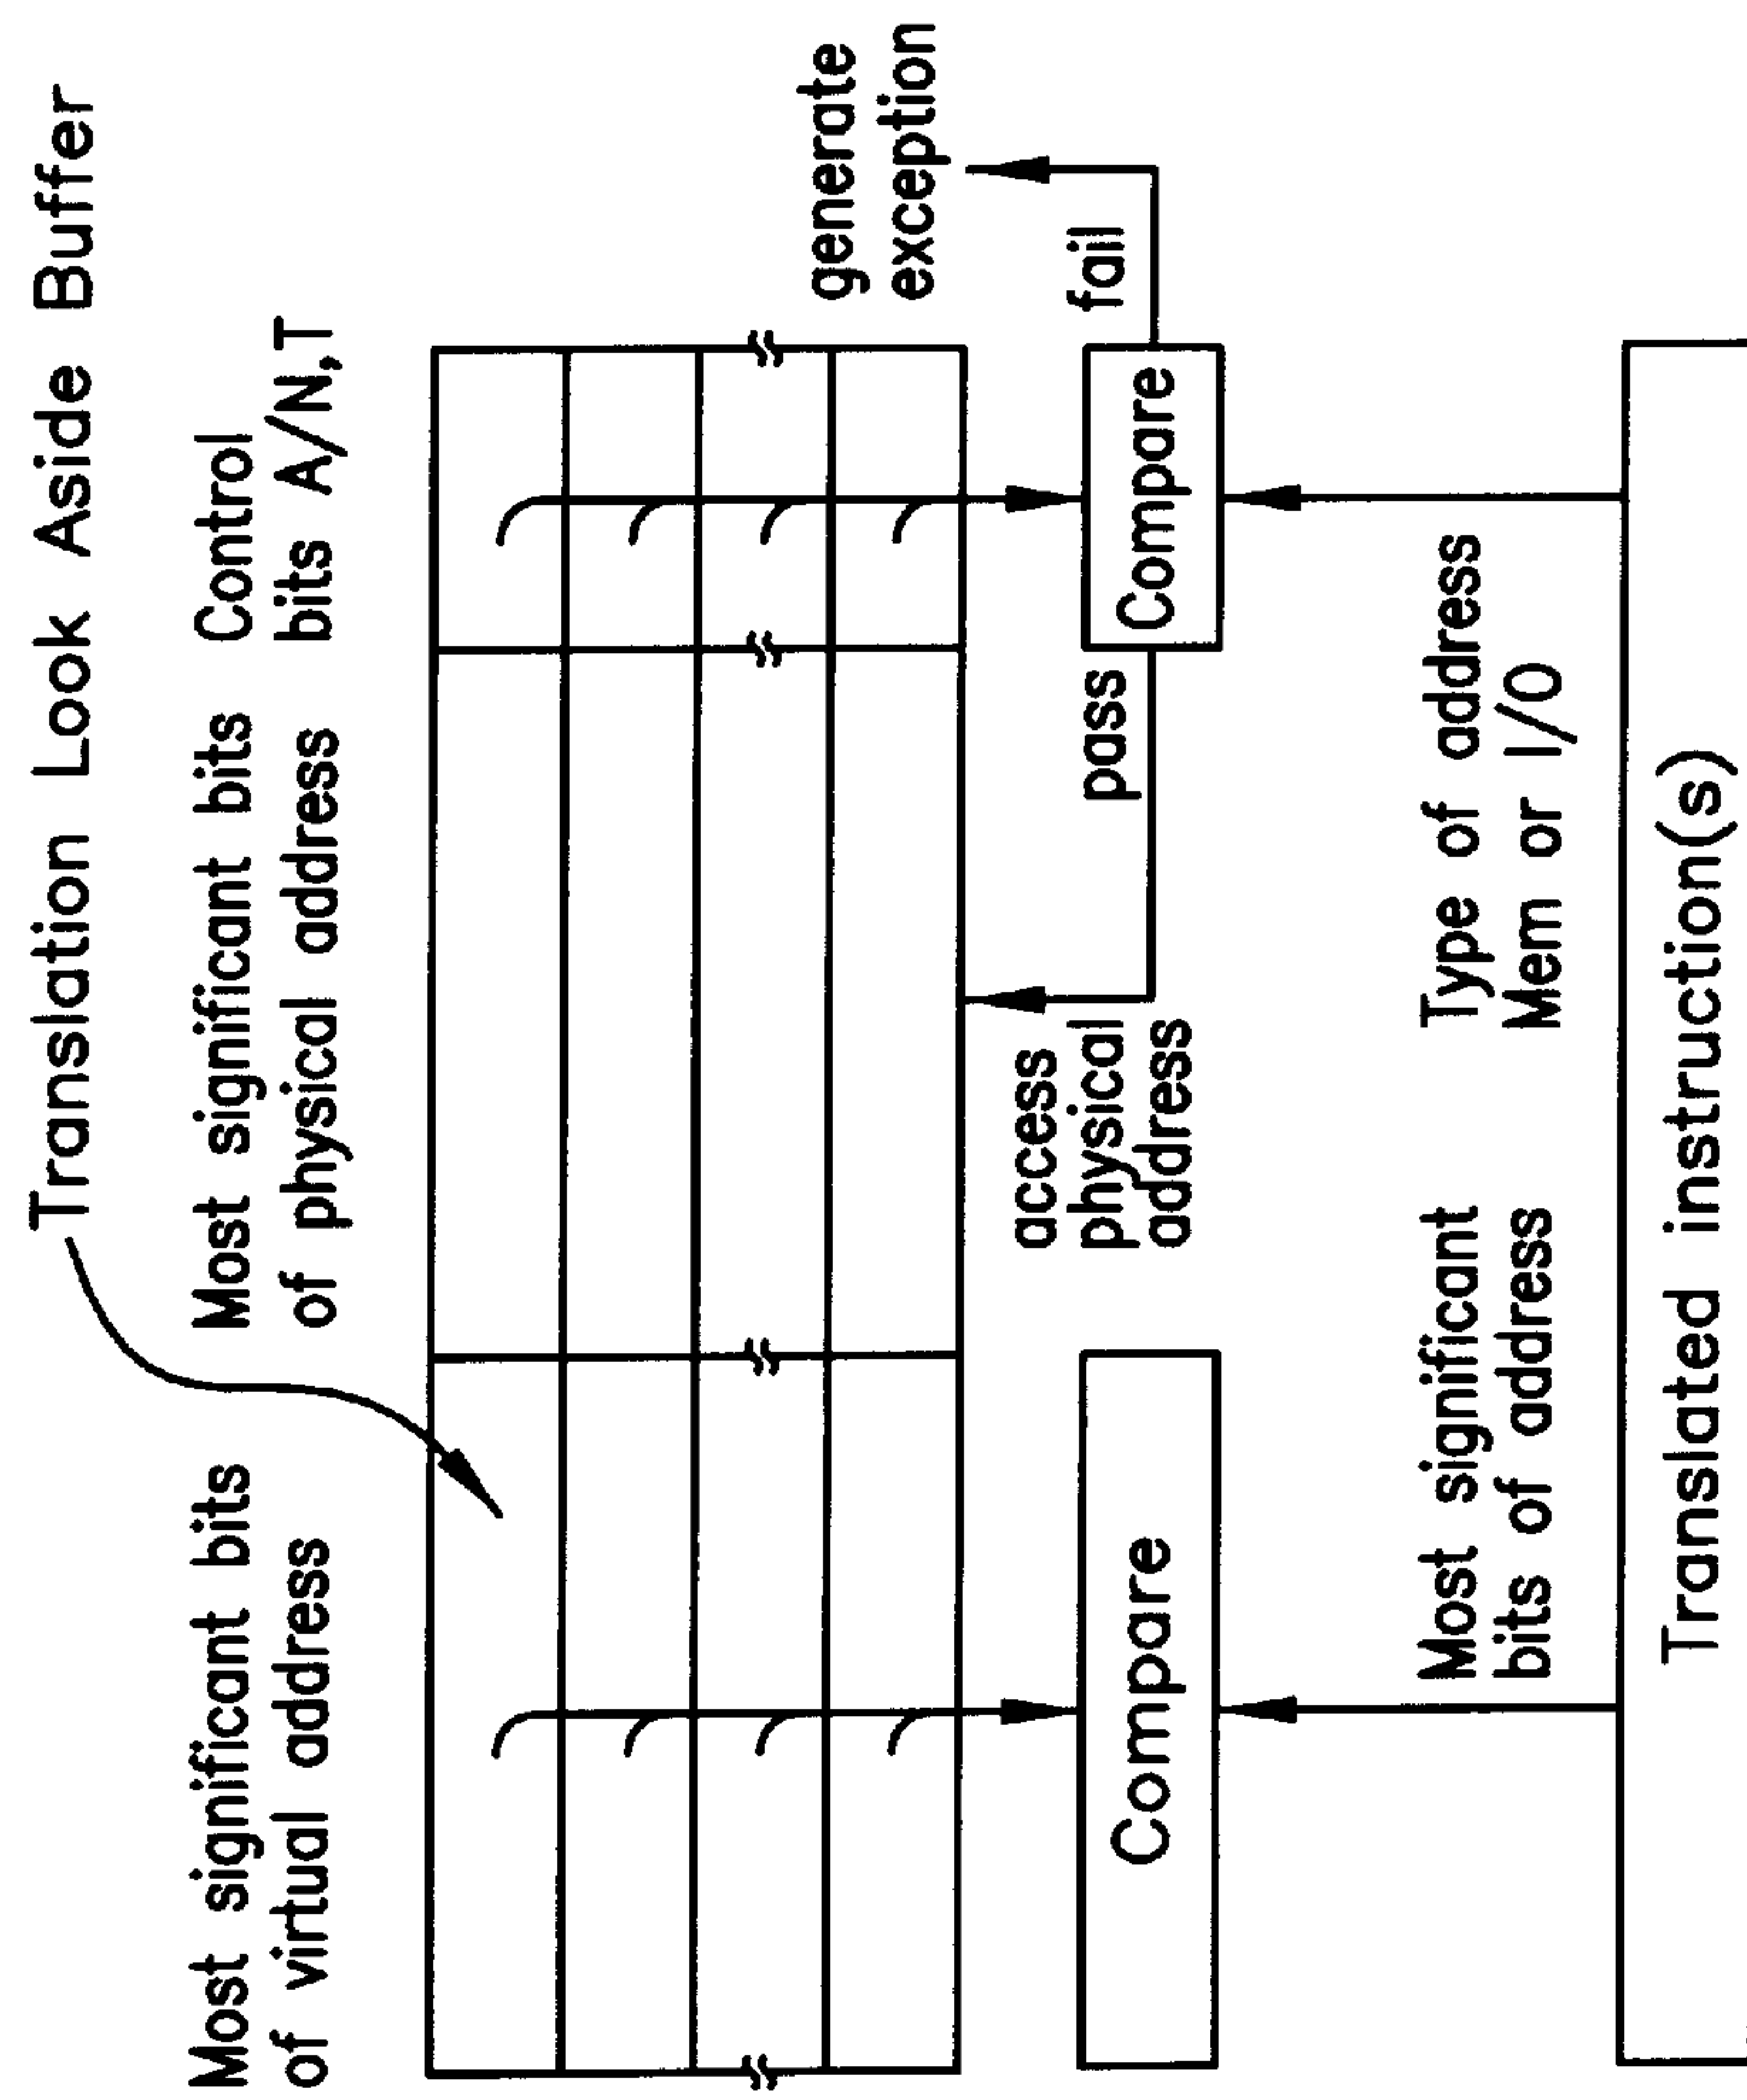 Translation Look Aside Buffer
Most significant bits
of virtual address
Most significant bits
of physical address
Control
bits A/N,T
generate
exception
access
physical
address
pass
fail
Compare
Compare
Most significant
bits of address
Type of address
Mem or I/O
Translated instruction(s)